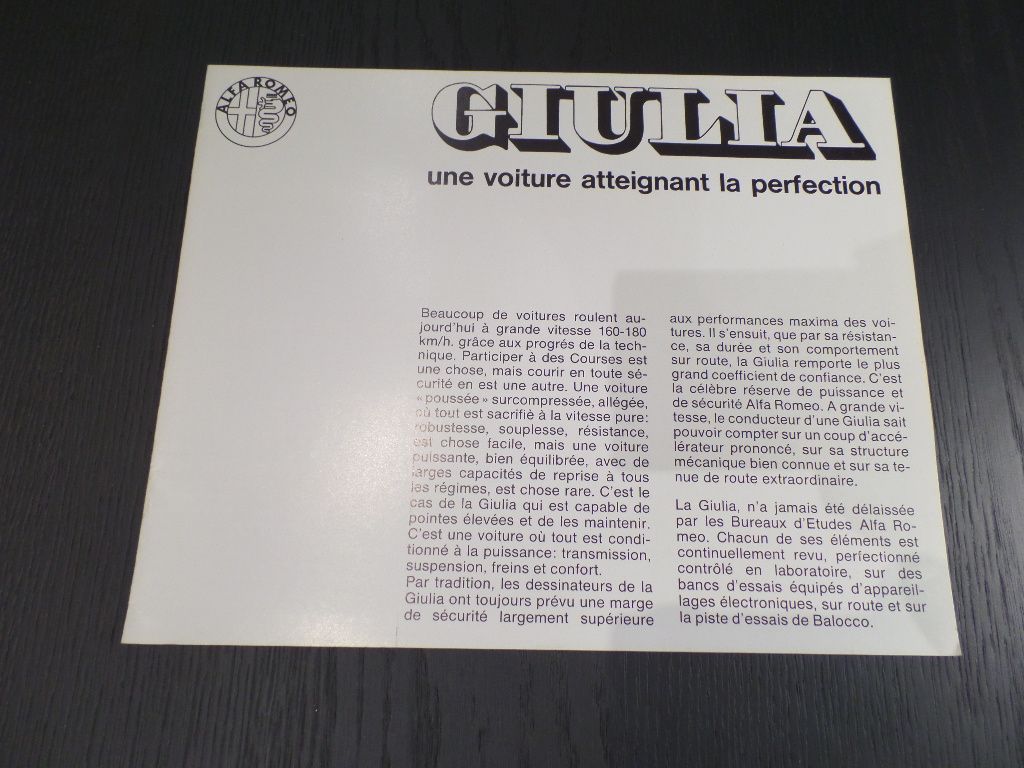 ALFA ROMEO
GIULIA
une voiture atteignant la perfection
Beaucoup de voitures roulent au-
jourd'hui à grande vitesse 160-180
km/h. grâce aux progrés de la tech-
nique. Participer à des Courses est
une chose, mais courir en toute sé-
curité en est une autre. Une voiture
«poussée» surcompressée, allégée,
où tout est sacrifié à la vitesse pure:
robustesse, souplesse, résistance,
est chose facile, mais une voiture
puissante, bien équilibrée, avec de
larges capacités de reprise à tous
les régimes, est chose rare. C'est le
cas de la Giulia qui est capable de
pointes élevées et de les maintenir.
C'est une voiture où tout est condi-
tionné à la puissance: transmission,
suspension, freins et confort.
Par tradition, les dessinateurs de la
Giulia ont toujours prévu une marge
de sécurité largement supérieure
aux performances maxima des voi-
tures. Il s'ensuit, que par sa résistan-
ce, sa durée et son comportement
sur route, la Giulia remporte le plus
grand coefficient de confiance. C'est
la célèbre réserve de puissance et
de sécurité Alfa Romeo. A grande vi-
tesse, le conducteur d'une Giulia sait
pouvoir compter sur un coup d'accé-
lérateur prononcé, sur sa structure
mécanique bien connue et sur sa te-
nue de route extraordinaire.
La Giulia, n'a jamais été délaissée
par les Bureaux d'Etudes Alfa Ro-
meo. Chacun de ses éléments est
continuellement revu, perfectionné
contrôlé en laboratoire, sur des
bancs d'essais équipés d'appareil-
lages électroniques, sur route et sur
la piste d'essais de Balocco.